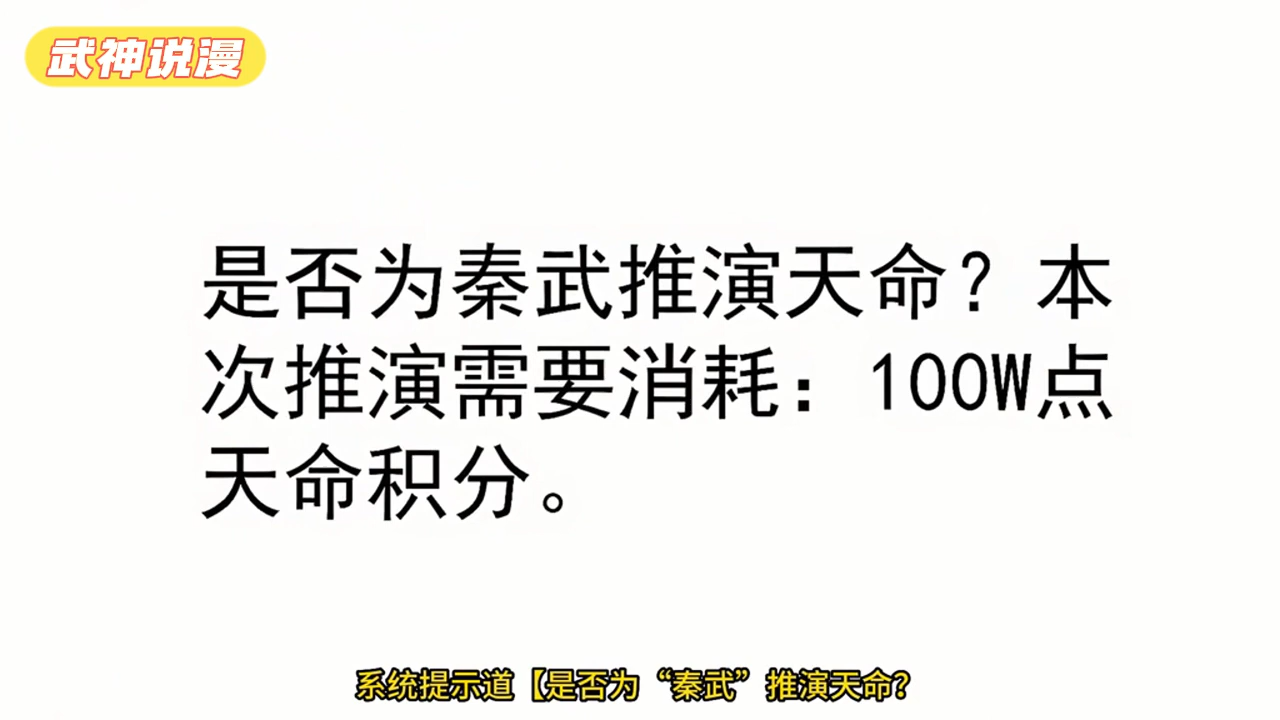 武神说漫
是否为秦武推演天命？本
次推演需要消耗：100W点
天命积分。
系统提示道【是否为“秦武”推演天命？